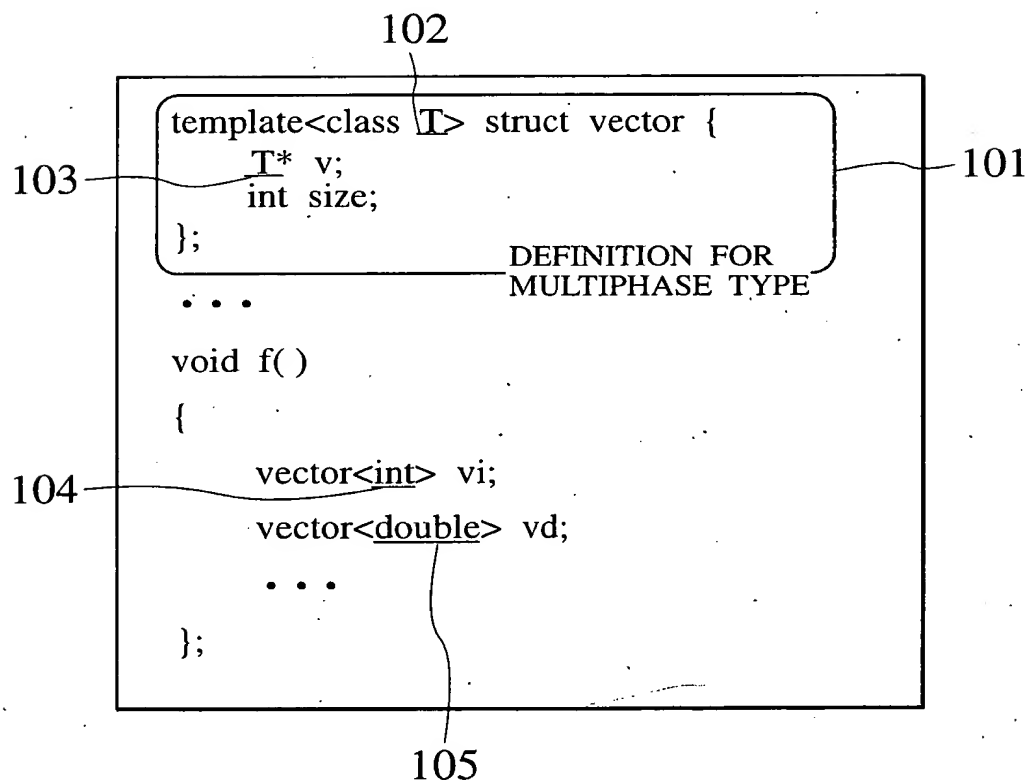 102
template<class T> struct vector {
103
T* v;
101
int size;
};
DEFINITION FOR
MULTIPHASE TYPE
• • •
void f( )
{
104
vector<int> vi;
vector<double> vd;
• • •
};
105